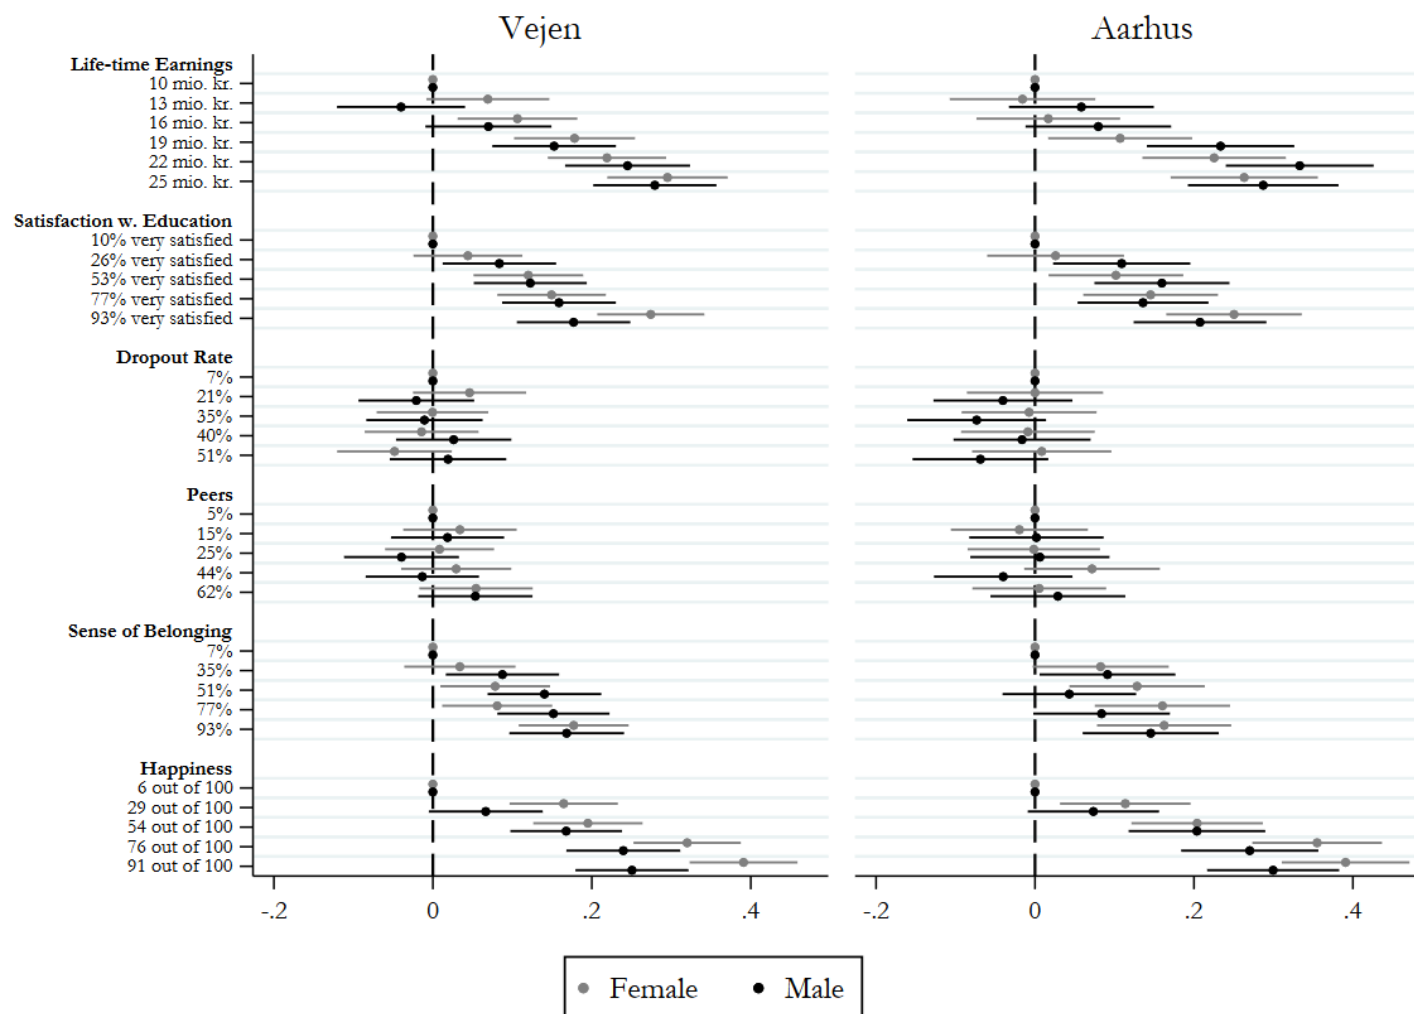 Vejen Aarhus
Life-time Earnings
10 mio. kr.
13 mio. kr.
16 mio. kr.
19 mio. kr.
22 mio. kr.
25 mio. kr.
Satisfaction w. Education
10% very satisfied
26% very satisfied
53% very satisfied
77% very satisfied
93% very satisfied
Dropout Rate
7%
21%
35%
40%
51%
Peers
5%
15%
25%
44%
62%
Sense of Belonging
7%
35%
51%
77%
93%
Happiness
6 out of 100
29 out of 100
54 out of 100
76 out of 100
91 out of 100
-.2 0 .2 .4 -.2 0 .2 .4
Female Male